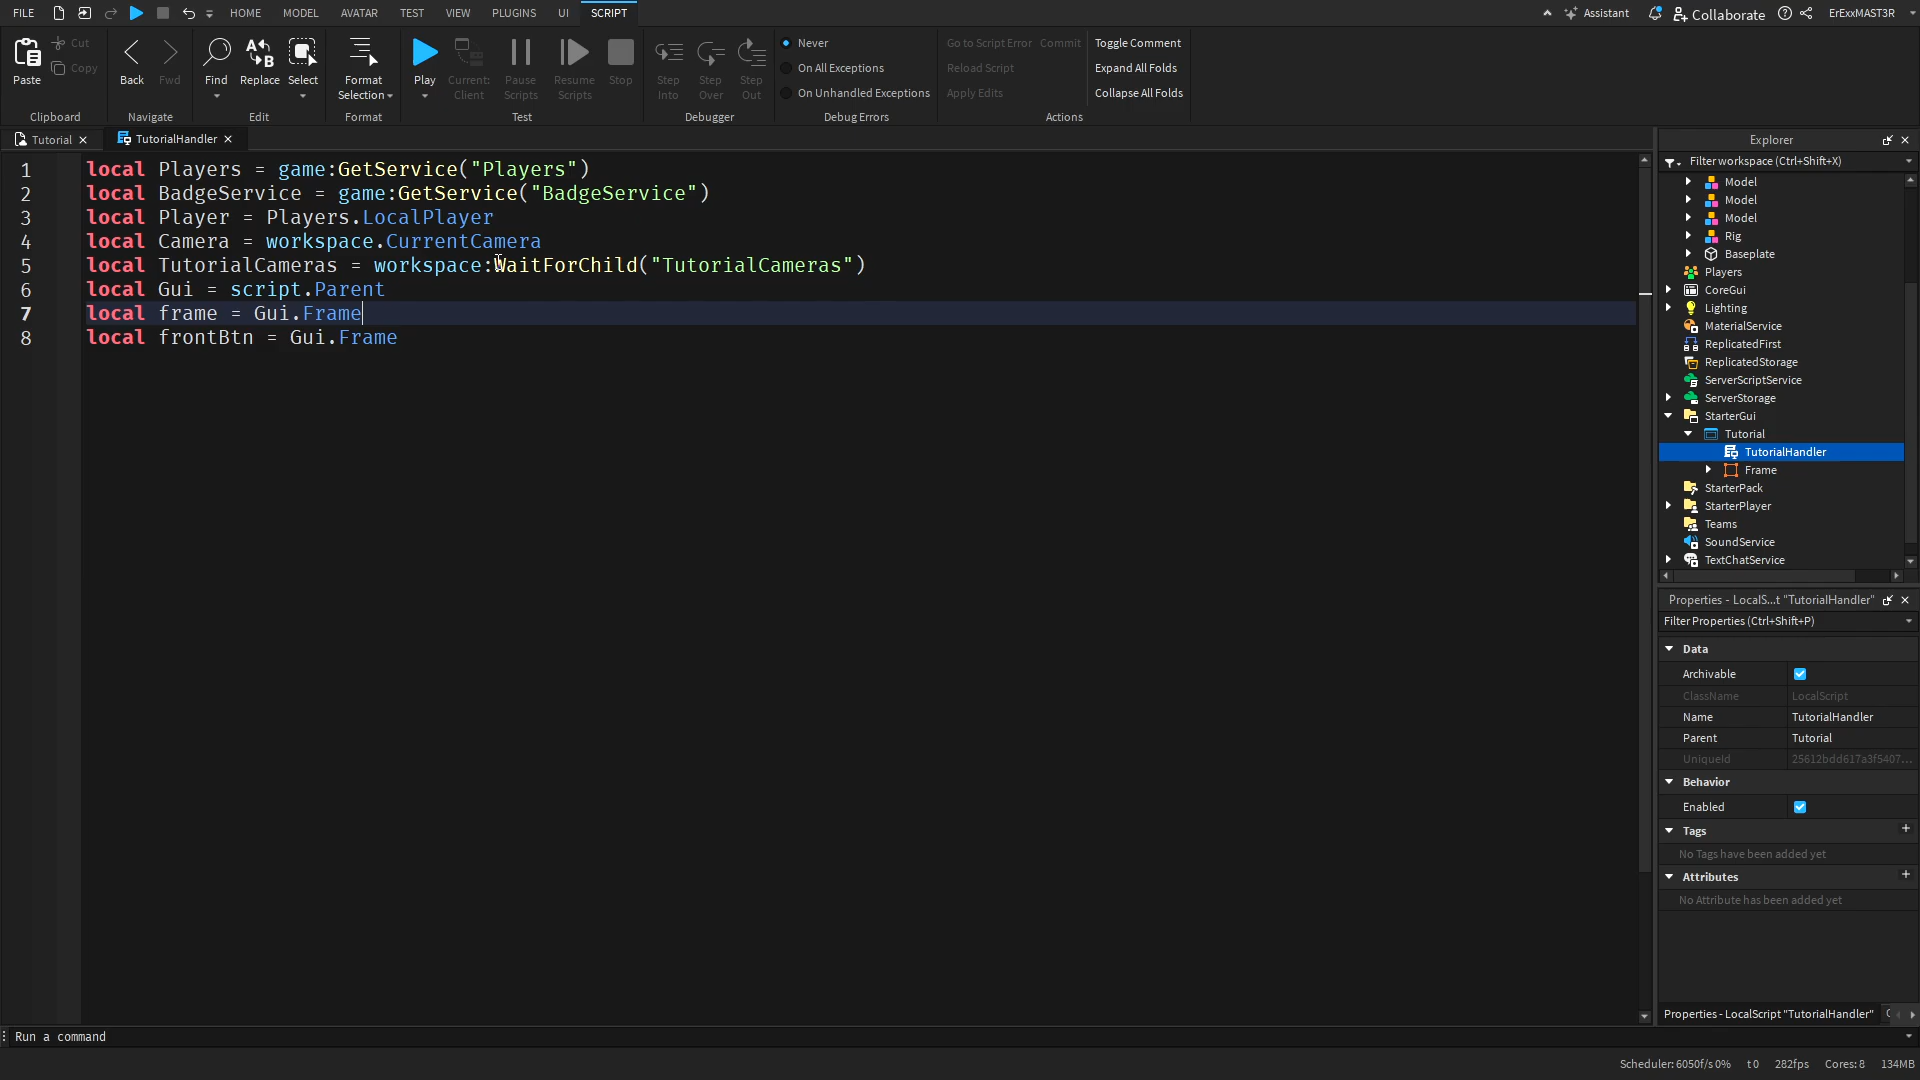 FILE HOME MODEL AVATAR TEST VIEW PLUGINS UI SCRIPT Assistant Collaborate ErExxMAST3R
Paste Cut Copy
Clipboard
Back Fwd
Navigate
Find Replace Select
Edit
Format Selection
Format
Play Current: Client Pause Scripts Resume Scripts Stop
Test
Step Into Step Over Step Out
Debugger
Never
On All Exceptions
On Unhandled Exceptions
Debug Errors
Go to Script Error Commit
Reload Script
Apply Edits
Toggle Comment
Expand All Folds
Collapse All Folds
Actions
Tutorial TutorialHandler
1 local Players = game:GetService("Players")
2 local BadgeService = game:GetService("BadgeService")
3 local Player = Players.LocalPlayer
4 local Camera = workspace.CurrentCamera
5 local TutorialCameras = workspace:WaitForChild("TutorialCameras")
6 local Gui = script.Parent
7 local frame = Gui.Frame
8 local frontBtn = Gui.Frame
Explorer
Filter workspace (Ctrl+Shift+X)
Model
Model
Model
Rig
Baseplate
Players
CoreGui
Lighting
MaterialService
ReplicatedFirst
ReplicatedStorage
ServerScriptService
ServerStorage
StarterGui
Tutorial
TutorialHandler
Frame
StarterPack
StarterPlayer
Teams
SoundService
TextChatService
Properties - LocalS...t "TutorialHandler"
Filter Properties (Ctrl+Shift+P)
Data
Archivable
ClassName LocalScript
Name TutorialHandler
Parent Tutorial
UniqueId 25612bdd617a3f5407...
Behavior
Enabled
Tags
No Tags have been added yet
Attributes
No Attribute has been added yet
Properties - LocalScript "TutorialHandler"
Run a command
Scheduler: 6050f/s 0% t 0 282fps Cores: 8 134MB